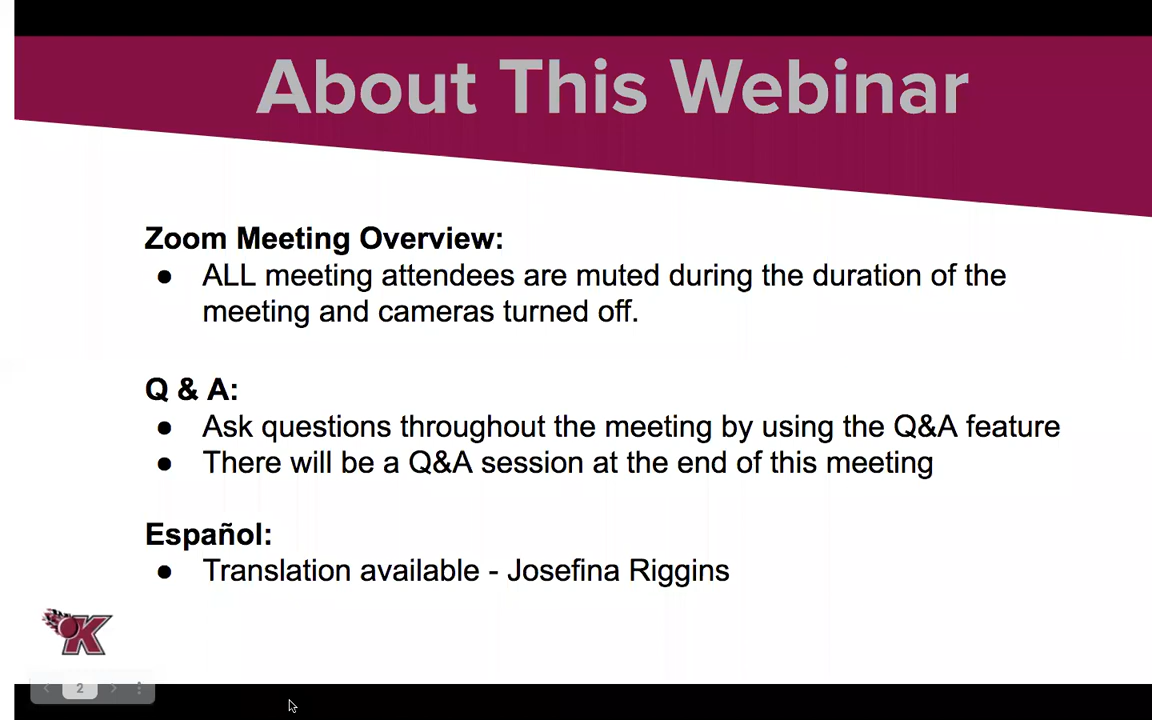 About This Webinar
Zoom Meeting Overview:
● ALL meeting attendees are muted during the duration of the
meeting and cameras turned off.
Q & A:
● Ask questions throughout the meeting by using the Q&A feature
● There will be a Q&A session at the end of this meeting
Español:
● Translation available - Josefina Riggins
K
2